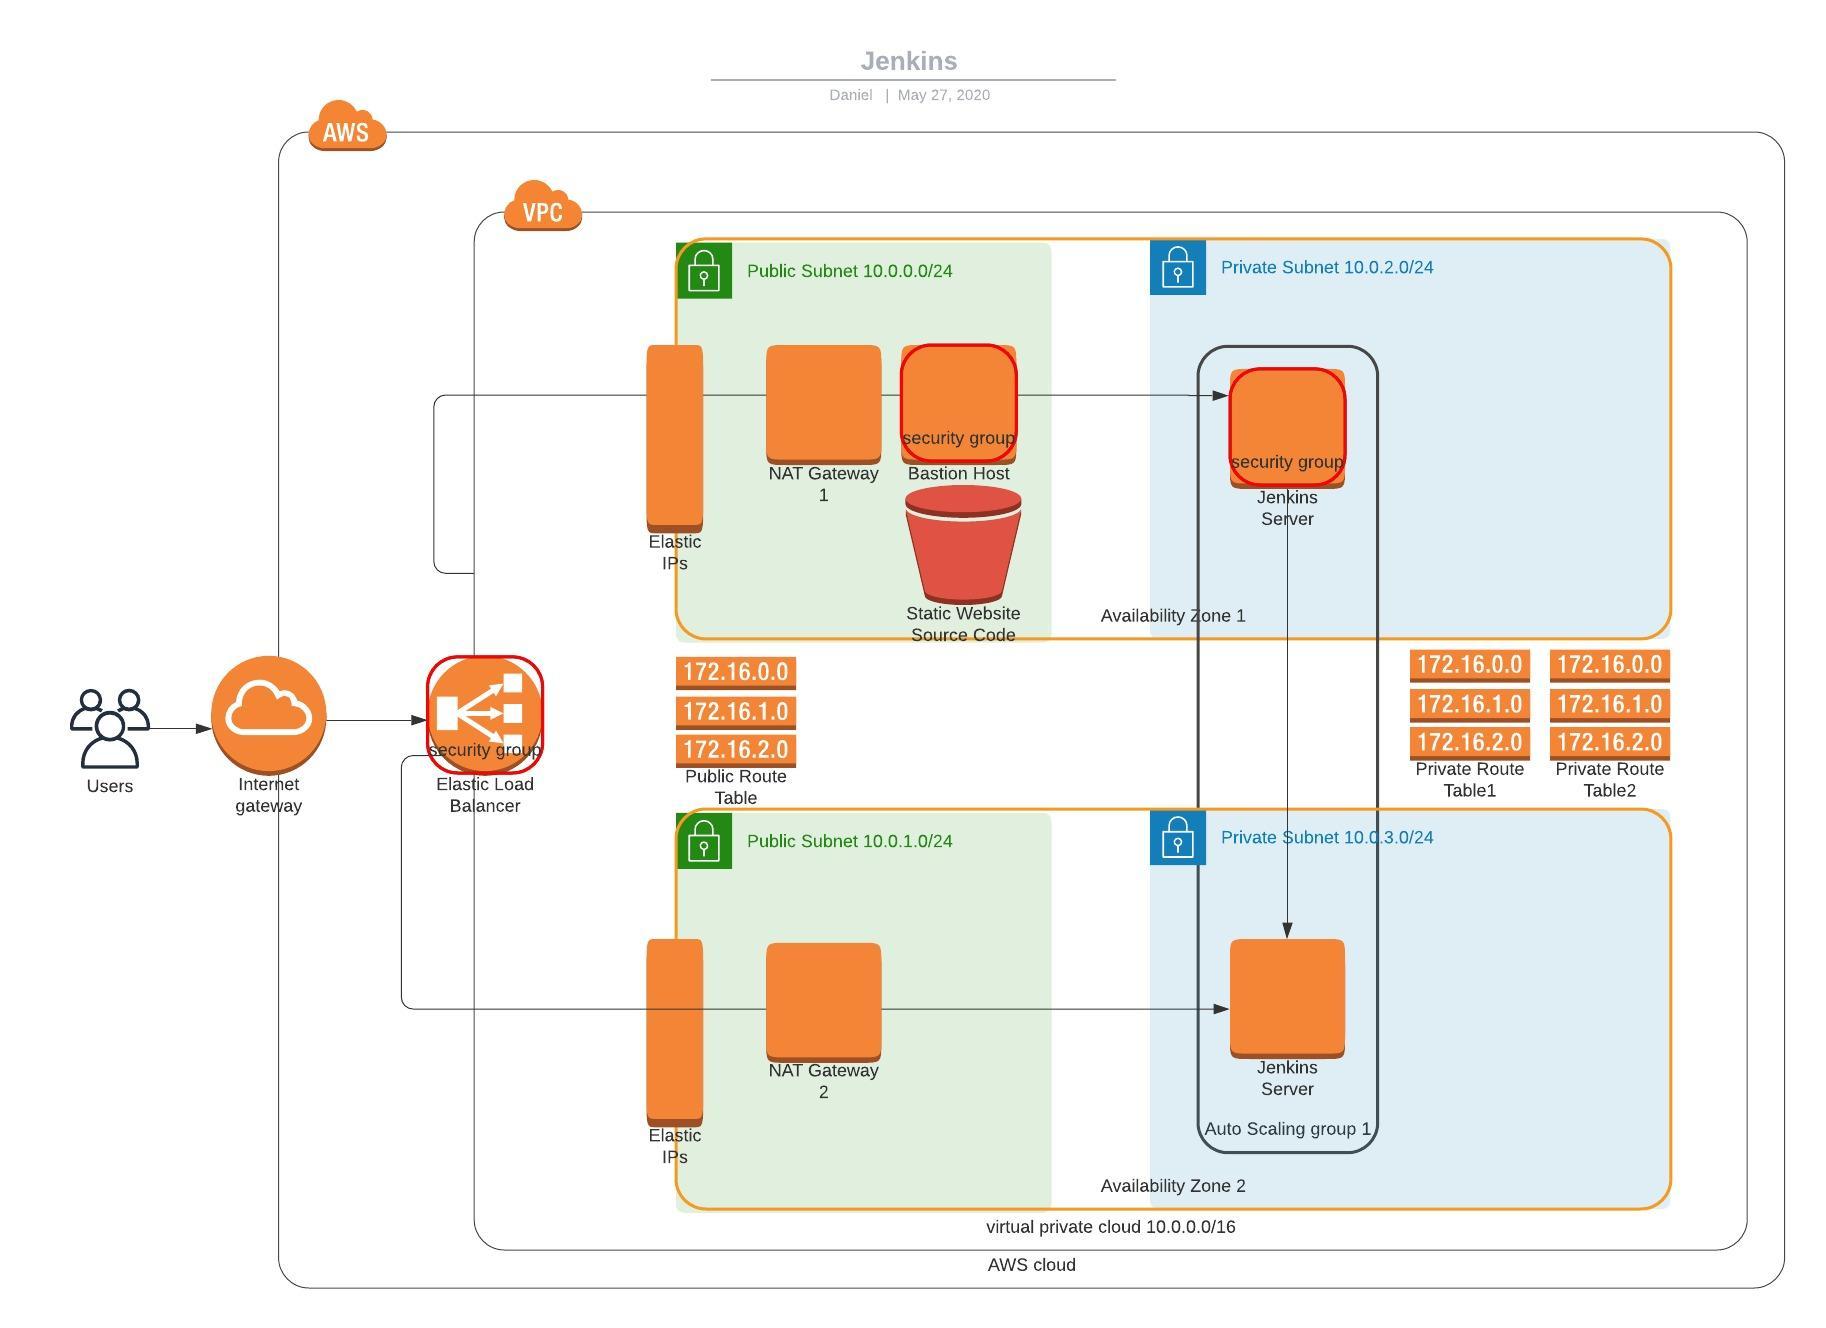 Jenkins
Daniel | May 27, 2020
AWS
VPC
Public Subnet 10.0.0.0/24
Private Subnet 10.0.2.0/24
security group
security group
NAT Gateway
1
Bastion Host
Jenkins
Server
Elastic
IPs
Static Website
Source Code
Availability Zone 1
172.16.0.0
172.16.1.0
172.16.2.0
Public Route
Table
172.16.0.0
172.16.1.0
172.16.2.0
Private Route
Table1
172.16.0.0
172.16.1.0
172.16.2.0
Private Route
Table2
Users
Internet
gateway
security group
Elastic Load
Balancer
Public Subnet 10.0.1.0/24
Private Subnet 10.0.3.0/24
NAT Gateway
2
Jenkins
Server
Elastic
IPs
Auto Scaling group 1
Availability Zone 2
virtual private cloud 10.0.0.0/16
AWS cloud